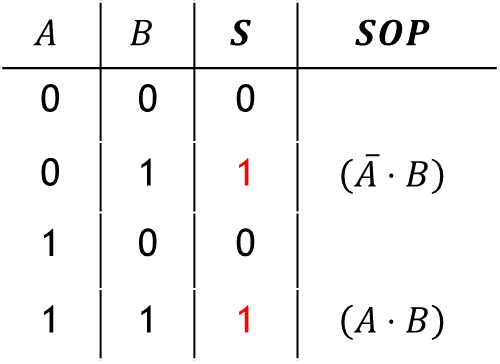 A B S SOP
0 0 0
0 1 1 (Ā · B)
1 0 0
1 1 1 (A · B)